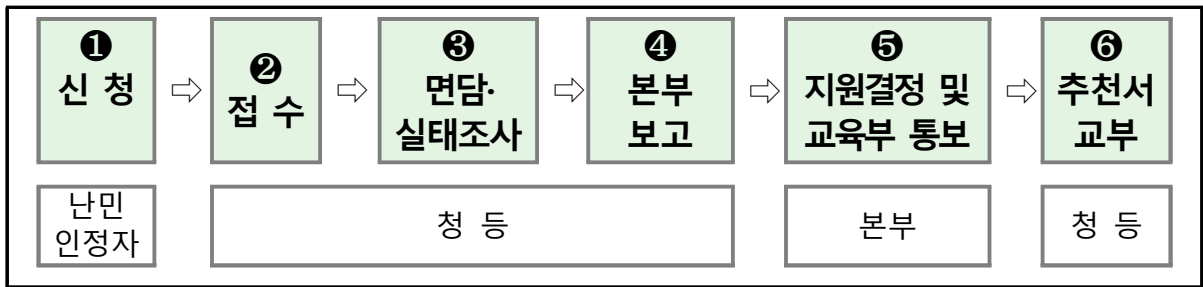 ❶
신 청
⇨
❷
접 수
⇨
❸
면담·
실태조사
⇨
❹
본부
보고
⇨
❺
지원결정 및
교육부 통보
⇨
❻
추천서
교부
난민
인정자
청 등
본부
청 등